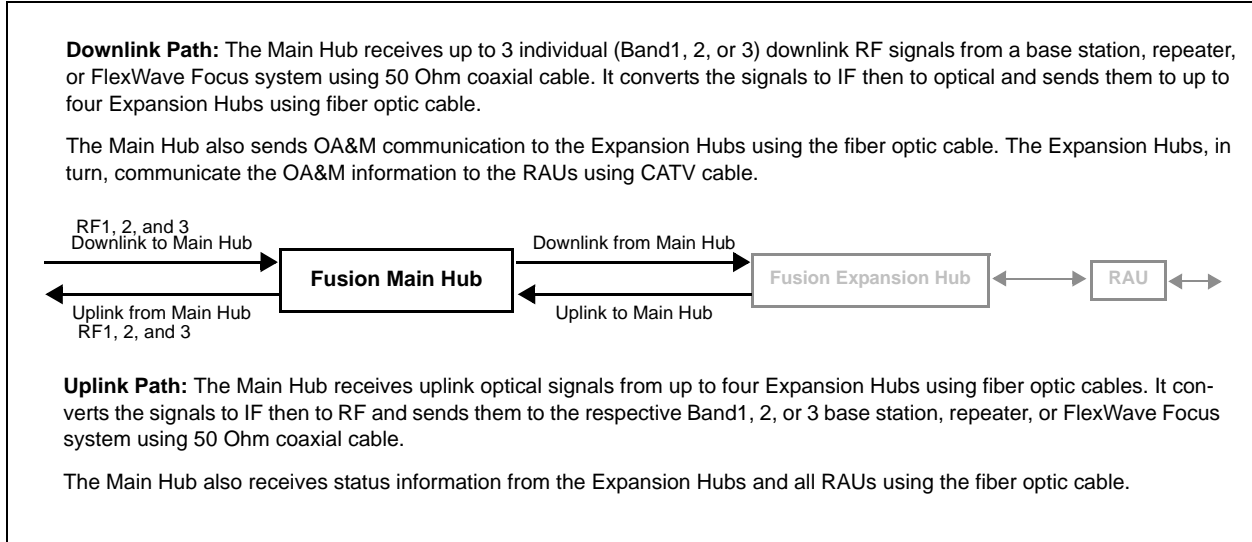 Downlink Path: The Main Hub receives up to 3 individual (Band1, 2, or 3) downlink RF signals from a base station, repeater,
or FlexWave Focus system using 50 Ohm coaxial cable. It converts the signals to IF then to optical and sends them to up to
four Expansion Hubs using fiber optic cable.
The Main Hub also sends OA&M communication to the Expansion Hubs using the fiber optic cable. The Expansion Hubs, in
turn, communicate the OA&M information to the RAUs using CATV cable.
RF1, 2, and 3
Downlink to Main Hub
Downlink from Main Hub
Fusion Main Hub
Fusion Expansion Hub
RAU
Uplink from Main Hub
Uplink to Main Hub
RF1, 2, and 3
Uplink Path: The Main Hub receives uplink optical signals from up to four Expansion Hubs using fiber optic cables. It con-
verts the signals to IF then to RF and sends them to the respective Band1, 2, or 3 base station, repeater, or FlexWave Focus
system using 50 Ohm coaxial cable.
The Main Hub also receives status information from the Expansion Hubs and all RAUs using the fiber optic cable.